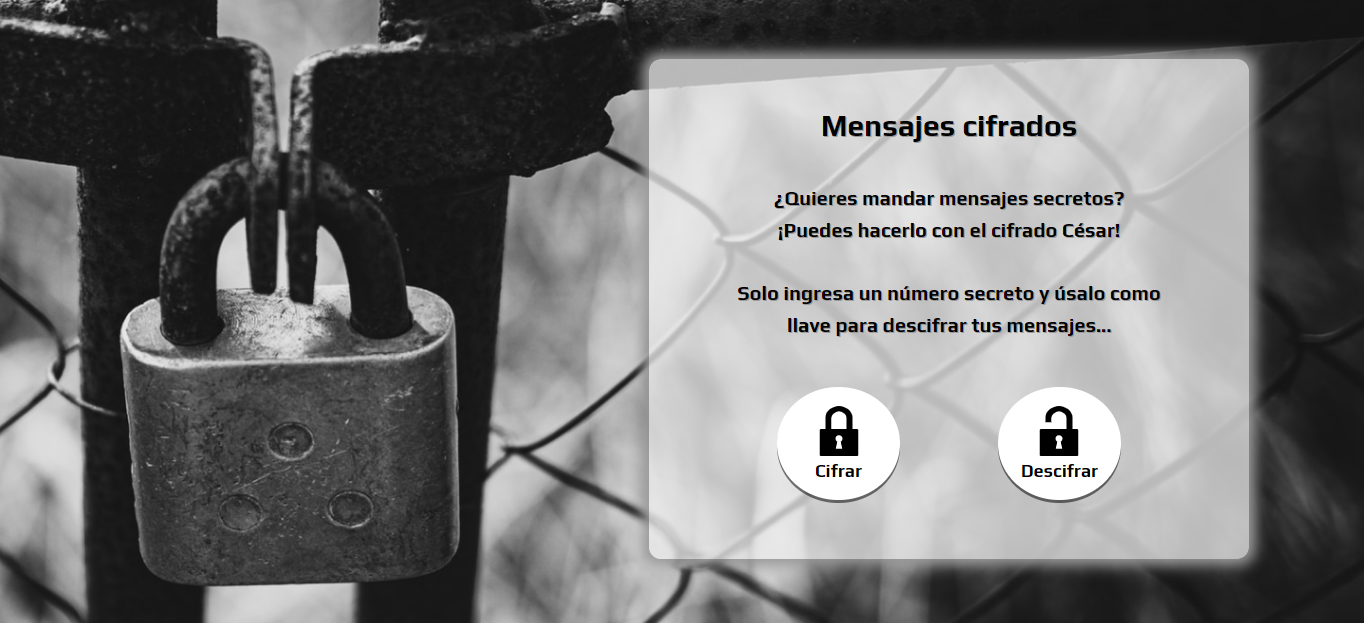 Mensajes cifrados
¿Quieres mandar mensajes secretos?
¡Puedes hacerlo con el cifrado César!
Solo ingresa un número secreto y úsalo como
llave para descifrar tus mensajes...
Cifrar
Descifrar